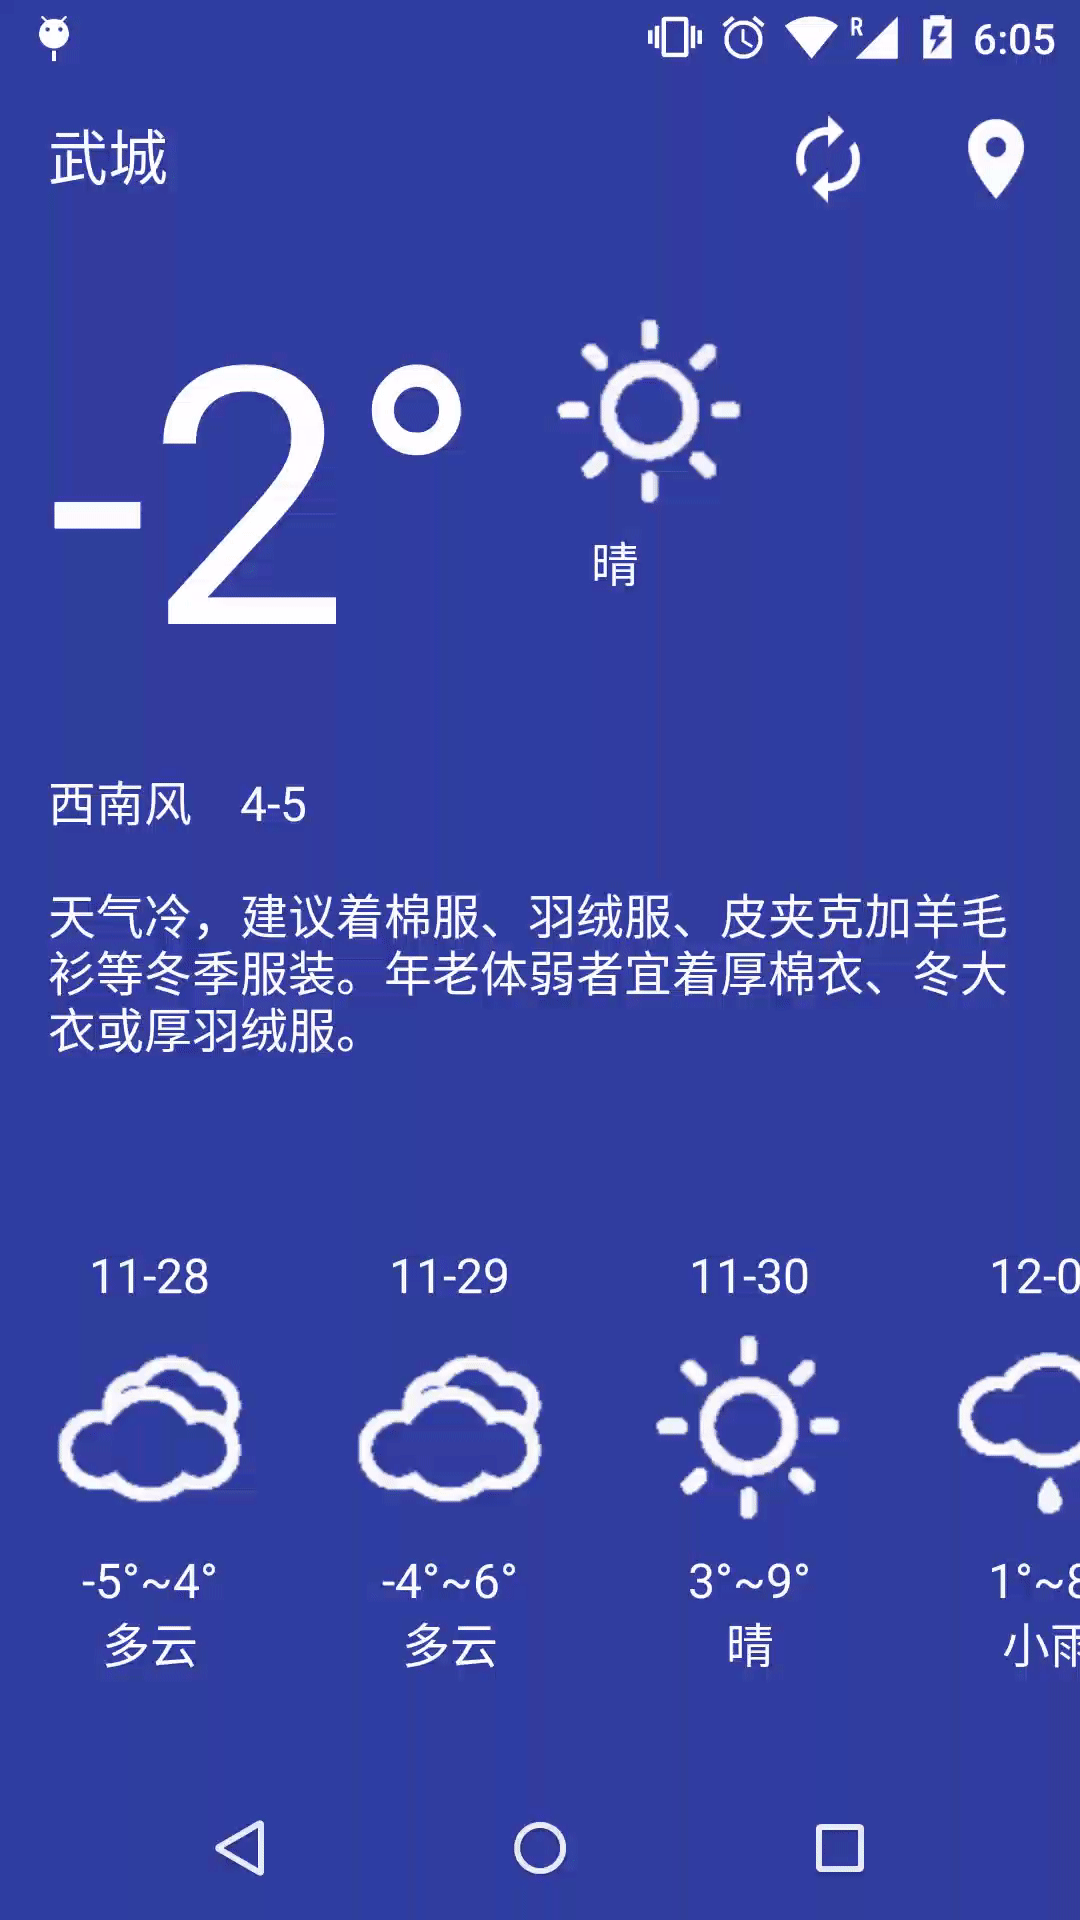 R 6:05
武城
-2°
晴
西南风 4-5
天气冷，建议着棉服、羽绒服、皮夹克加羊毛
衫等冬季服装。年老体弱者宜着厚棉衣、冬大
衣或厚羽绒服。
11-28 11-29 11-30 12-0
-5°~4° -4°~6° 3°~9° 1°~8
多云 多云 晴 小雨